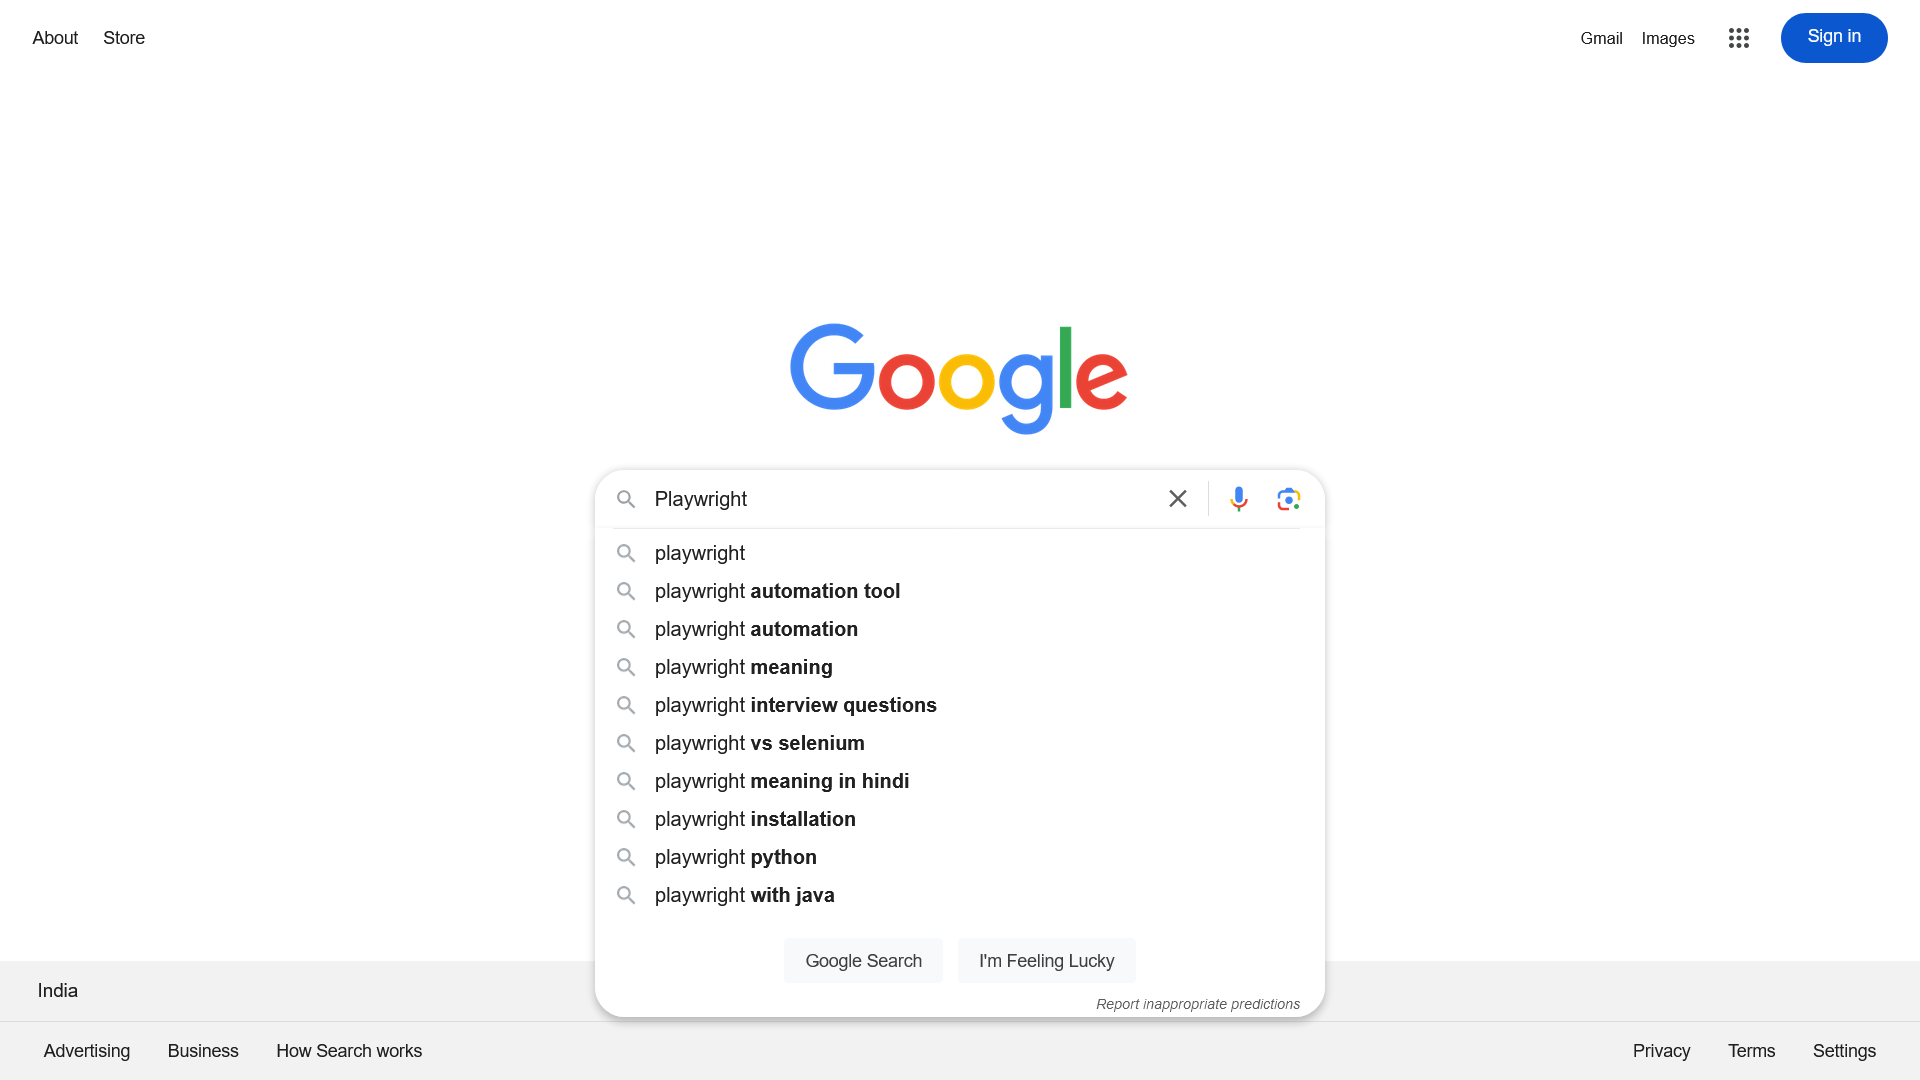 About Store Gmail Images Sign in
Google
Playwright
playwright
playwright automation tool
playwright automation
playwright meaning
playwright interview questions
playwright vs selenium
playwright meaning in hindi
playwright installation
playwright python
playwright with java
Google Search I'm Feeling Lucky
India
Report inappropriate predictions
Advertising Business How Search works Privacy Terms Settings